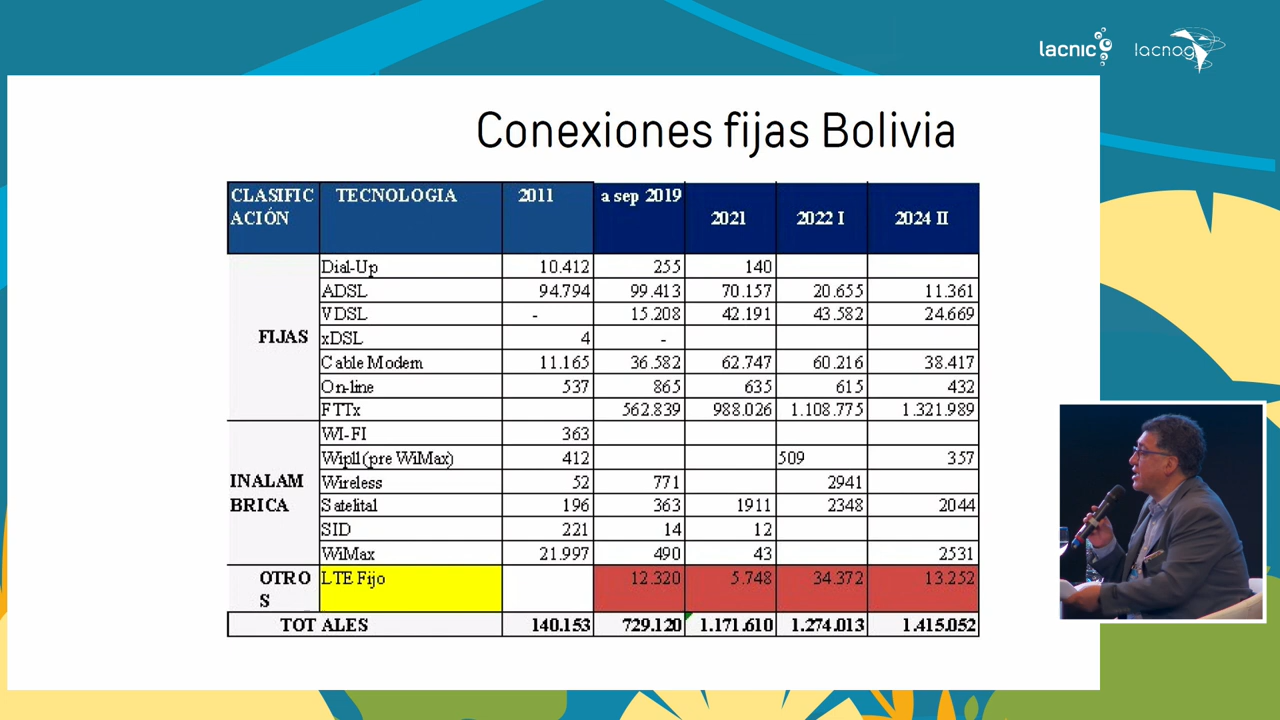 lacnic lacnog
Conexiones fijas Bolivia
CLASIFIC TECNOLOGIA 2011 a sep 2019
ACIÓN 2021 2022 I 2024 II
Dial-Up 10.412 255 140
ADSL 94.794 99.413 70.157 20.655 11.361
VDSL - 15.208 42.191 43.582 24.669
FIJAS xDSL 4 -
Cable Modem 11.165 36.582 62.747 60.216 38.417
On-line 537 865 635 615 432
FTTx 562.839 988.026 1.108.775 1.321.989
WI-FI 363
Wipll(pre WiMax) 412 509 357
INALAM Wireless 52 771 2941
BRICA Satelital 196 363 1911 2348 2044
SID 221 14 12
WiMax 21.997 490 43 2531
OTRO LTE Fijo 12.320 5.748 34.372 13.252
S
TOTALES 140.153 729.120 1.171.610 1.274.013 1.415.052